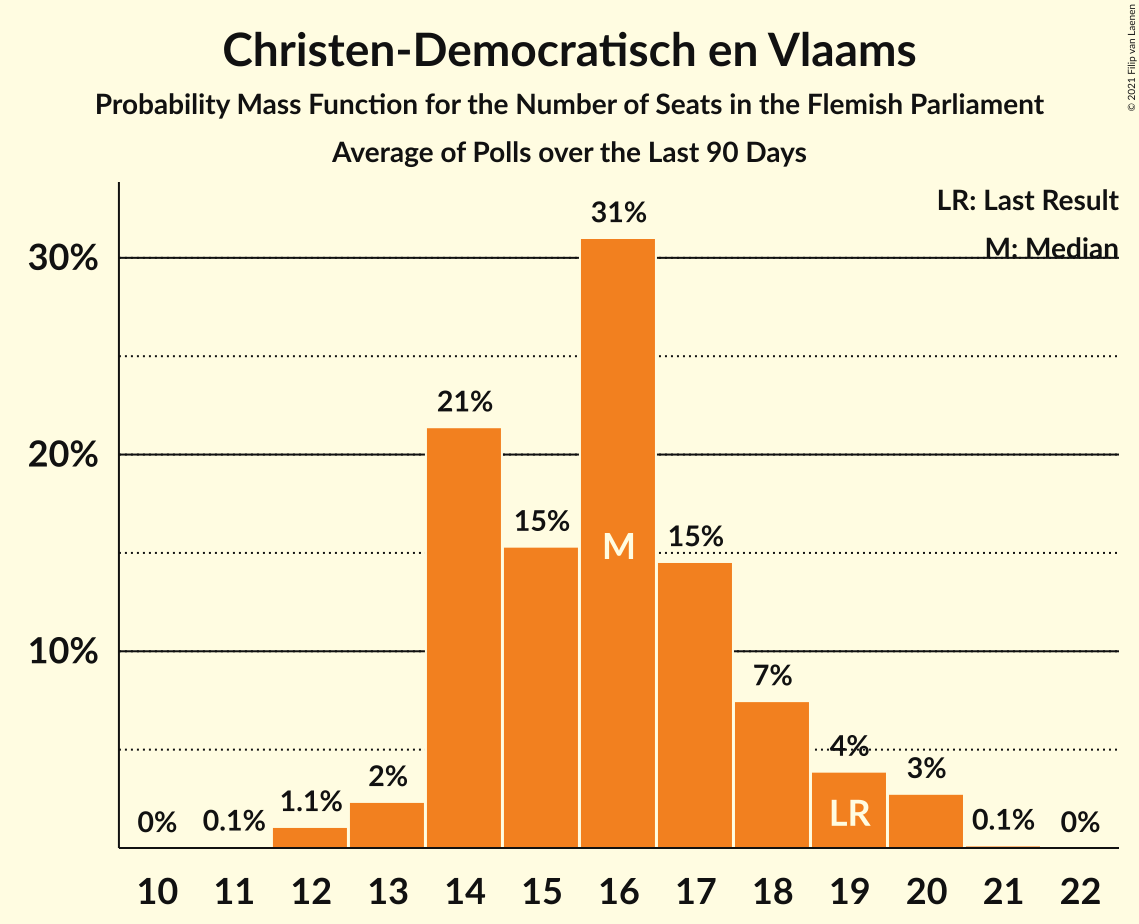 Christen-Democratisch en Vlaams
Probability Mass Function for the Number of Seats in the Flemish Parliament
Average of Polls over the Last 90 Days
© 2021 Filip van Laenen
LR: Last Result
M: Median
30%
20%
10%
0%
0.1%
1.1%
2%
21%
15%
31%
15%
7%
4%
3%
0.1%
0%
M
LR
10 11 12 13 14 15 16 17 18 19 20 21 22